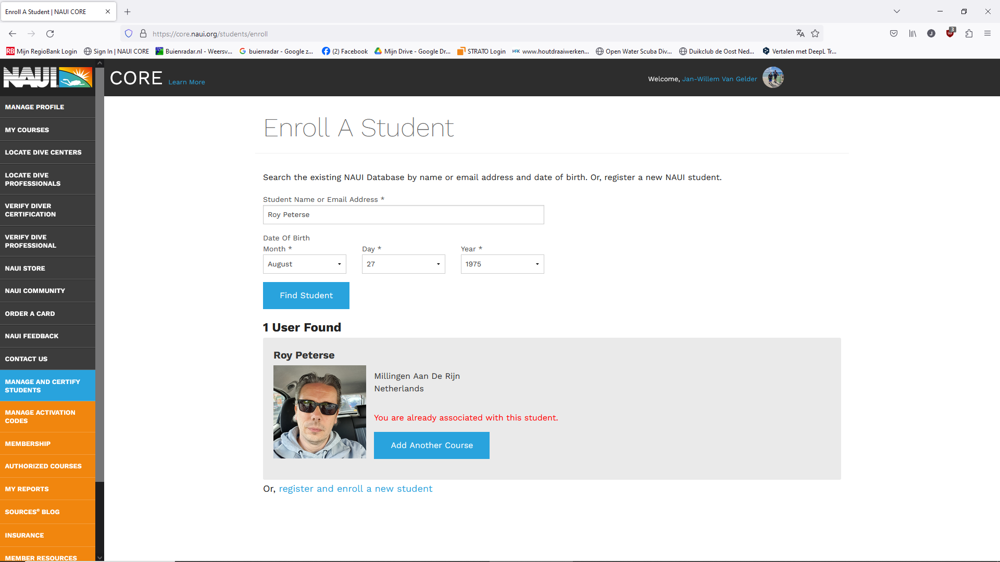 Enroll A Student | NAUI CORE
https://core.naui.org/students/enroll
3
J
RB Mijn RegioBank Login
Sign In | NAUI CORE
Buienradar.nl - Weersv...
buienradar - Google z...
(2) Facebook
Mijn Drive - Google Dr...
STRATO Login
HFK www.houtdraaiwerken...
Open Water Scuba Div...
Duikclub de Oost Ned...
Vertalen met DeepL Tr...
NAUI
CORE Learn More
Welcome, Jan-Willem Van Gelder
MANAGE PROFILE
MY COURSES
LOCATE DIVE CENTERS
LOCATE DIVE
PROFESSIONALS
VERIFY DIVER
CERTIFICATION
VERIFY DIVE
PROFESSIONAL
NAUI STORE
NAUI COMMUNITY
ORDER A CARD
NAUI FEEDBACK
CONTACT US
MANAGE AND CERTIFY
STUDENTS
MANAGE ACTIVATION
CODES
MEMBERSHIP
AUTHORIZED COURSES
MY REPORTS
SOURCES® BLOG
INSURANCE
MEMBER RESOURCES
Enroll A Student
Search the existing NAUI Database by name or email address and date of birth. Or, register a new NAUI student.
Student Name or Email Address *
Roy Peterse
Date Of Birth
Month * Day * Year *
August 27 1975
Find Student
1 User Found
Roy Peterse
Millingen Aan De Rijn
Netherlands
You are already associated with this student.
Add Another Course
Or, register and enroll a new student